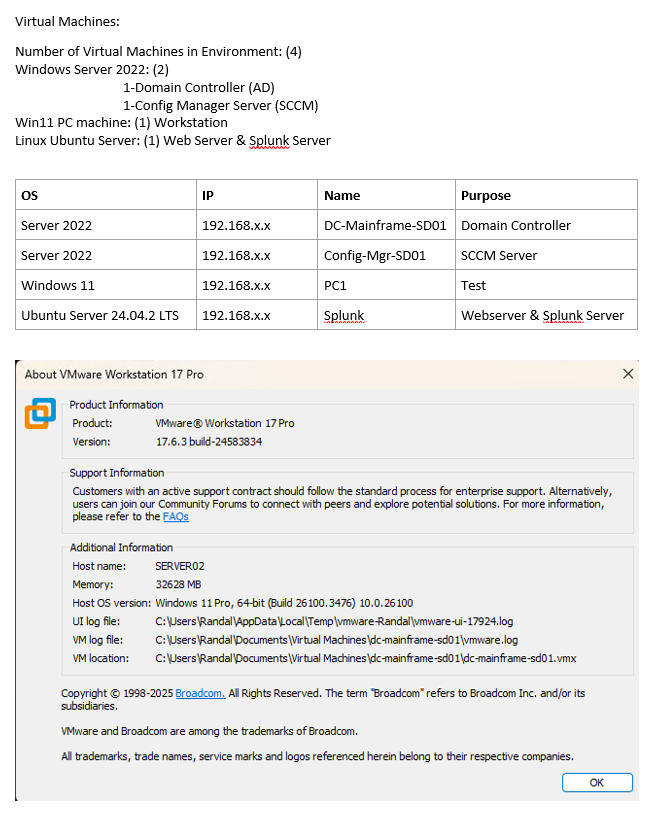 Virtual Machines:
Number of Virtual Machines in Environment: (4)
Windows Server 2022: (2)
1-Domain Controller (AD)
1-Config Manager Server (SCCM)
Win11 PC machine: (1) Workstation
Linux Ubuntu Server: (1) Web Server & Splunk Server
OS IP Name Purpose
Server 2022 192.168.x.x DC-Mainframe-SD01 Domain Controller
Server 2022 192.168.x.x Config-Mgr-SD01 SCCM Server
Windows 11 192.168.x.x PC1 Test
Ubuntu Server 24.04.2 LTS 192.168.x.x Splunk Webserver & Splunk Server
About VMware Workstation 17 Pro
Product Information
Product: VMware® Workstation 17 Pro
Version: 17.6.3 build-24583834
Support Information
Customers with an active support contract should follow the standard process for enterprise support. Alternatively,
users can join our Community Forums to connect with peers and explore potential solutions. For more information,
please refer to the FAQs
Additional Information
Host name: SERVER02
Memory: 32628 MB
Host OS version: Windows 11 Pro, 64-bit (Build 26100.3476) 10.0.26100
UI log file: C:\Users\Randal\AppData\Local\Temp\vmware-Randal\vmware-ui-17924.log
VM log file: C:\Users\Randal\Documents\Virtual Machines\dc-mainframe-sd01\vmware.log
VM location: C:\Users\Randal\Documents\Virtual Machines\dc-mainframe-sd01\dc-mainframe-sd01.vmx
Copyright © 1998-2025 Broadcom. All Rights Reserved. The term "Broadcom" refers to Broadcom Inc. and/or its
subsidiaries.
VMware and Broadcom are among the trademarks of Broadcom.
All trademarks, trade names, service marks and logos referenced herein belong to their respective companies.
OK